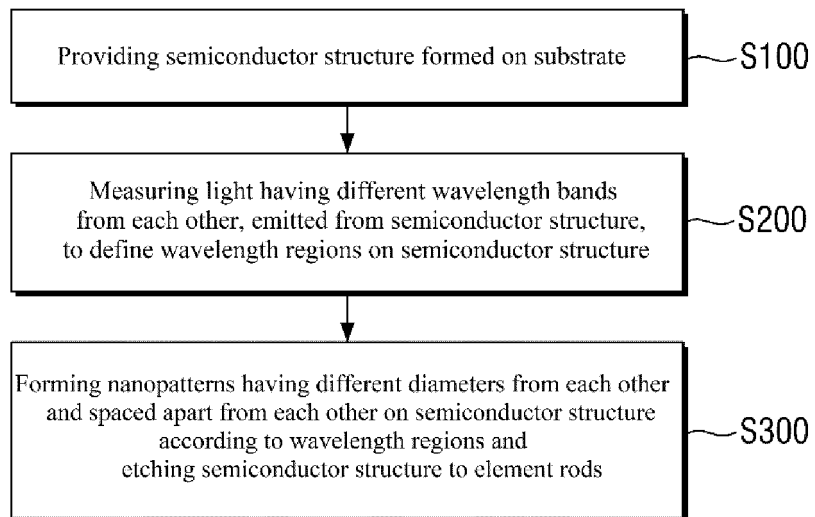 Providing semiconductor structure formed on substrate
S100
Measuring light having different wavelength bands
from each other, emitted from semiconductor structure,
to define wavelength regions on semiconductor structure
S200
Forming nanopatterns having different diameters from each other
and spaced apart from each other on semiconductor structure
according to wavelength regions and
etching semiconductor structure to element rods
S300